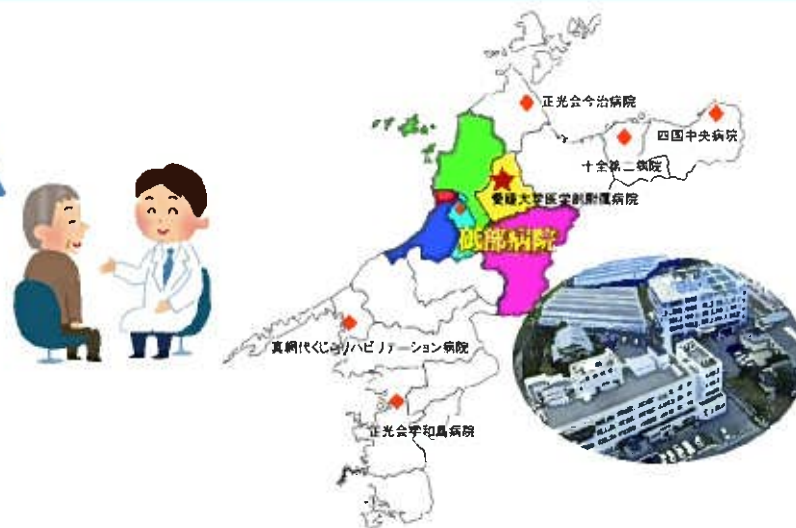 正光会今治病院
四国中央病院
十全第二病院
愛媛大学医学部附属病院
砥部病院
真網代くじらリハビリテーション病院
正光会宇和島病院